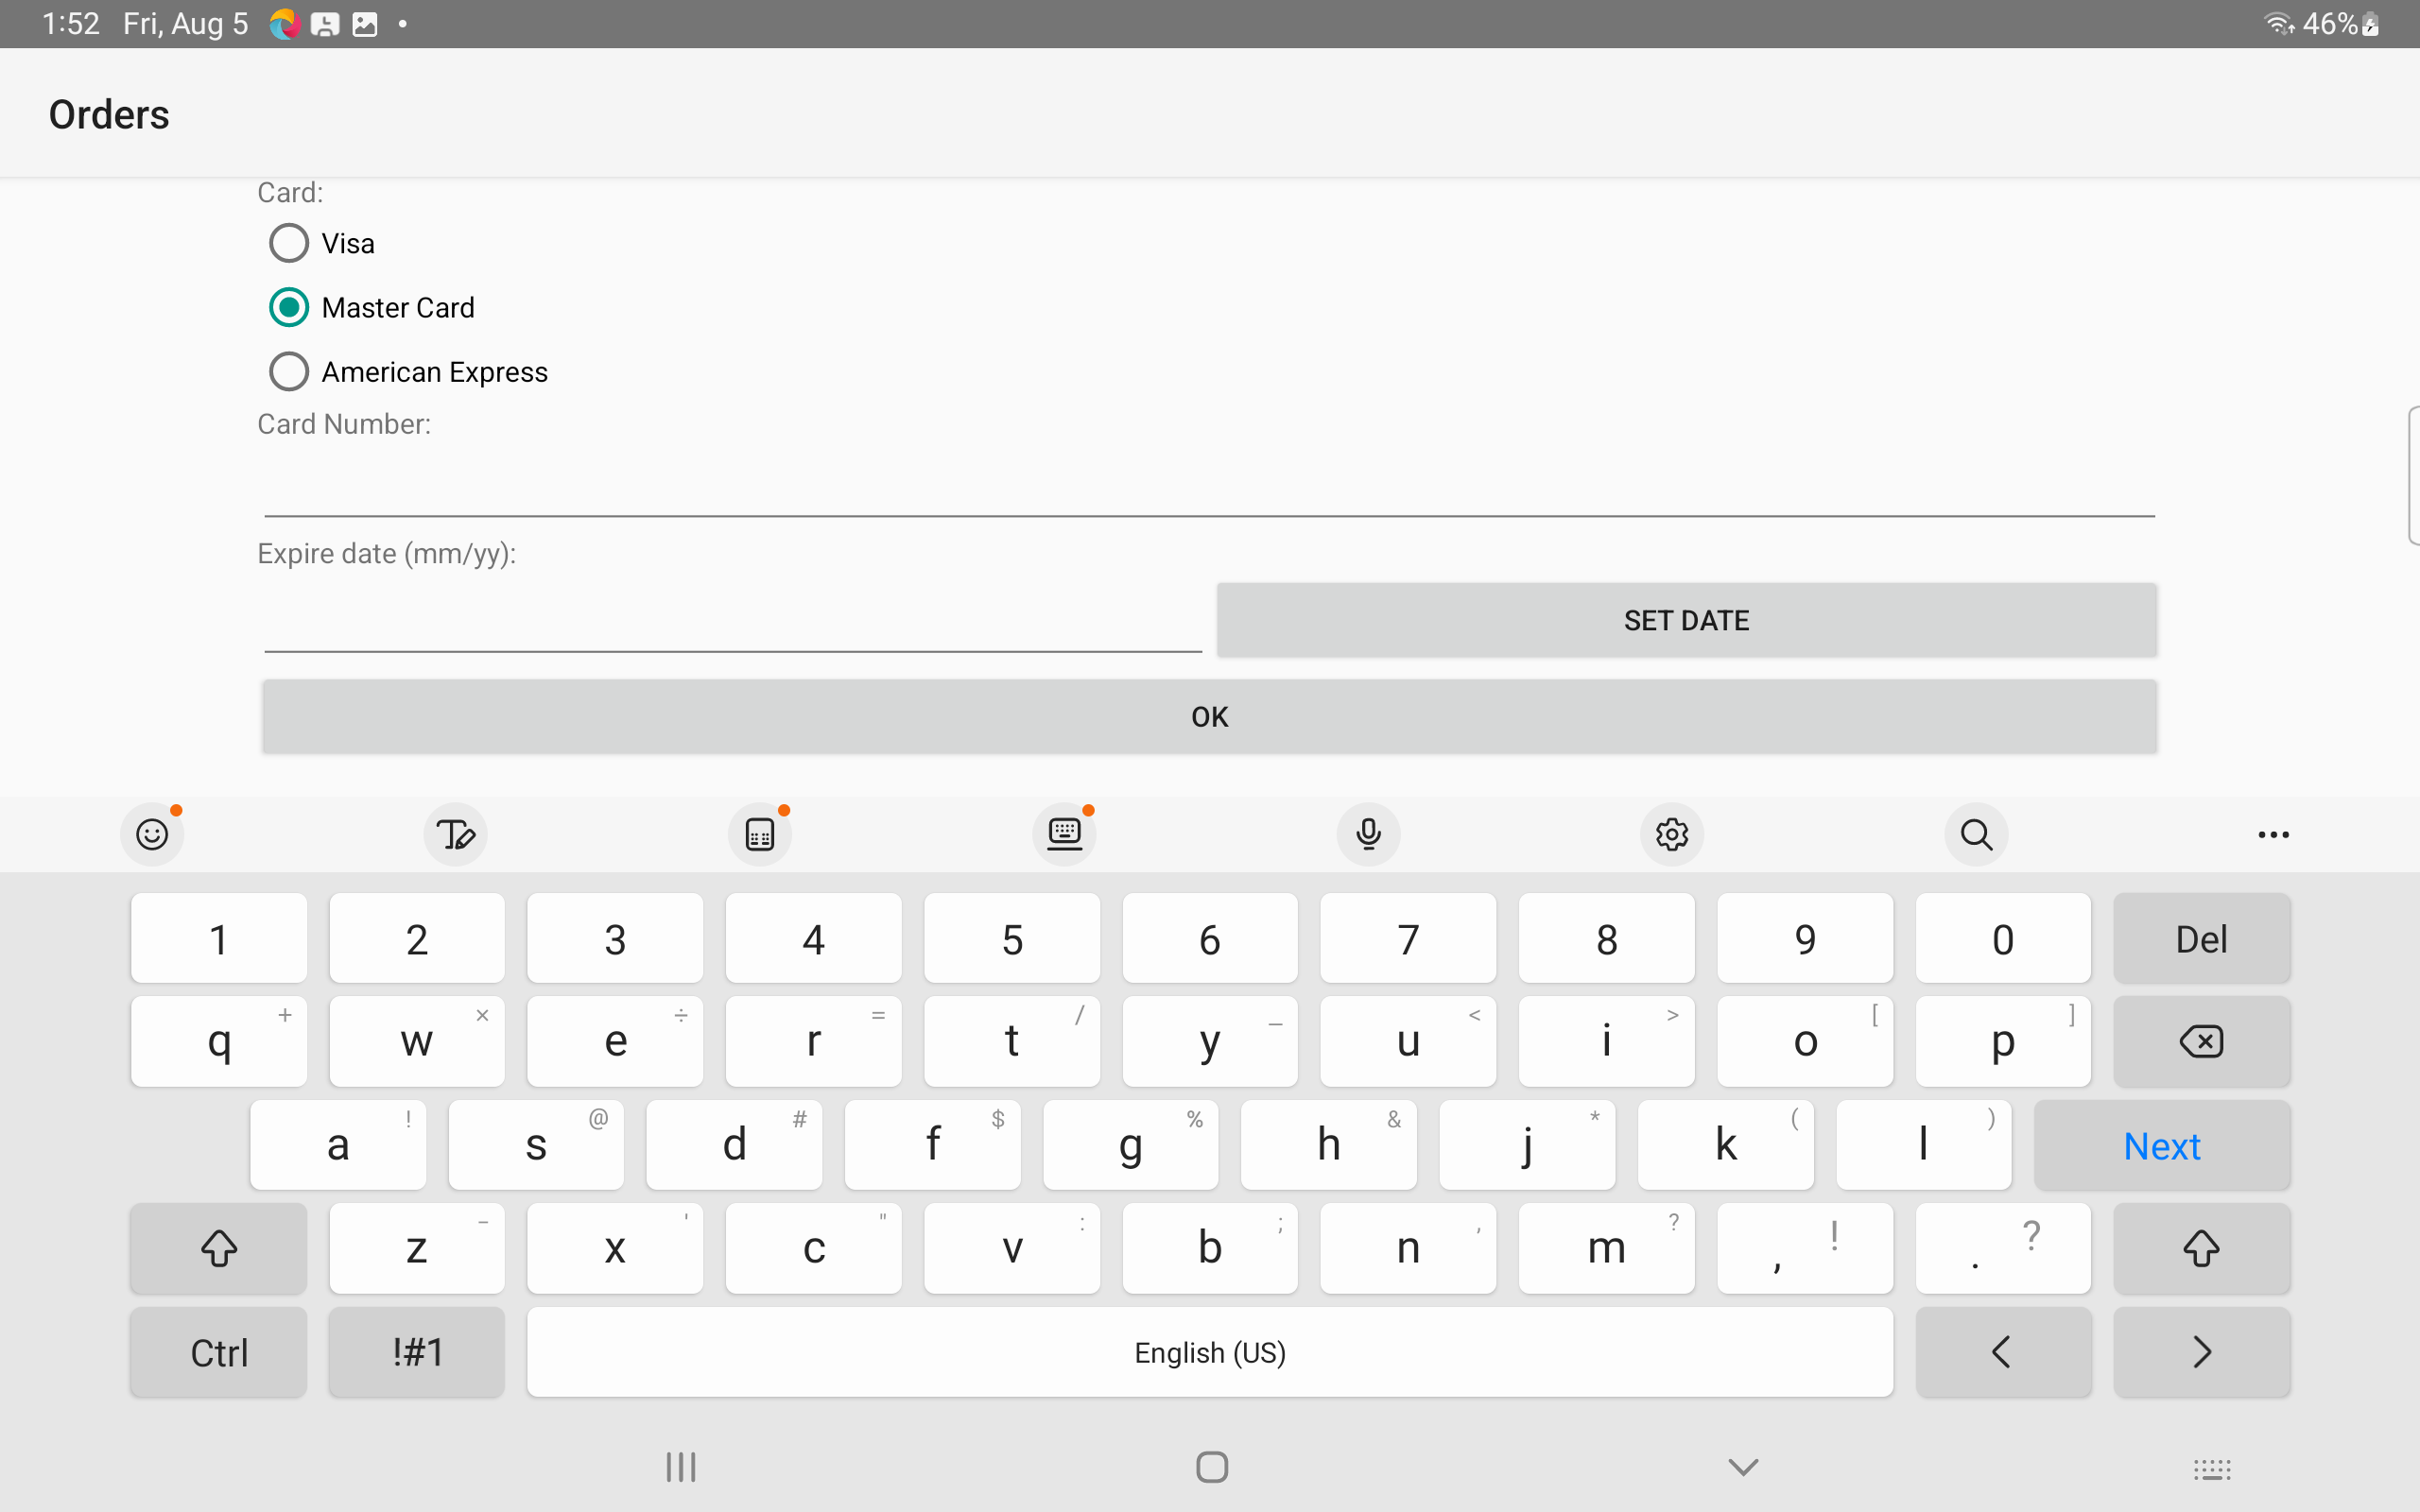 1:52 Fri, Aug 5 46%
Orders
Card:
Visa
Master Card
American Express
Card Number:
Expire date (mm/yy):
SET DATE
OK
1 2 3 4 5 6 7 8 9 0 Del
q + w × e ÷ r = t / y _ u < i > o [ p ]
a ! s @ d # f $ g % h & j * k ( l ) Next
z - x ' c " v : b ; n , m ? , ! . ?
Ctrl !#1 English (US) < >